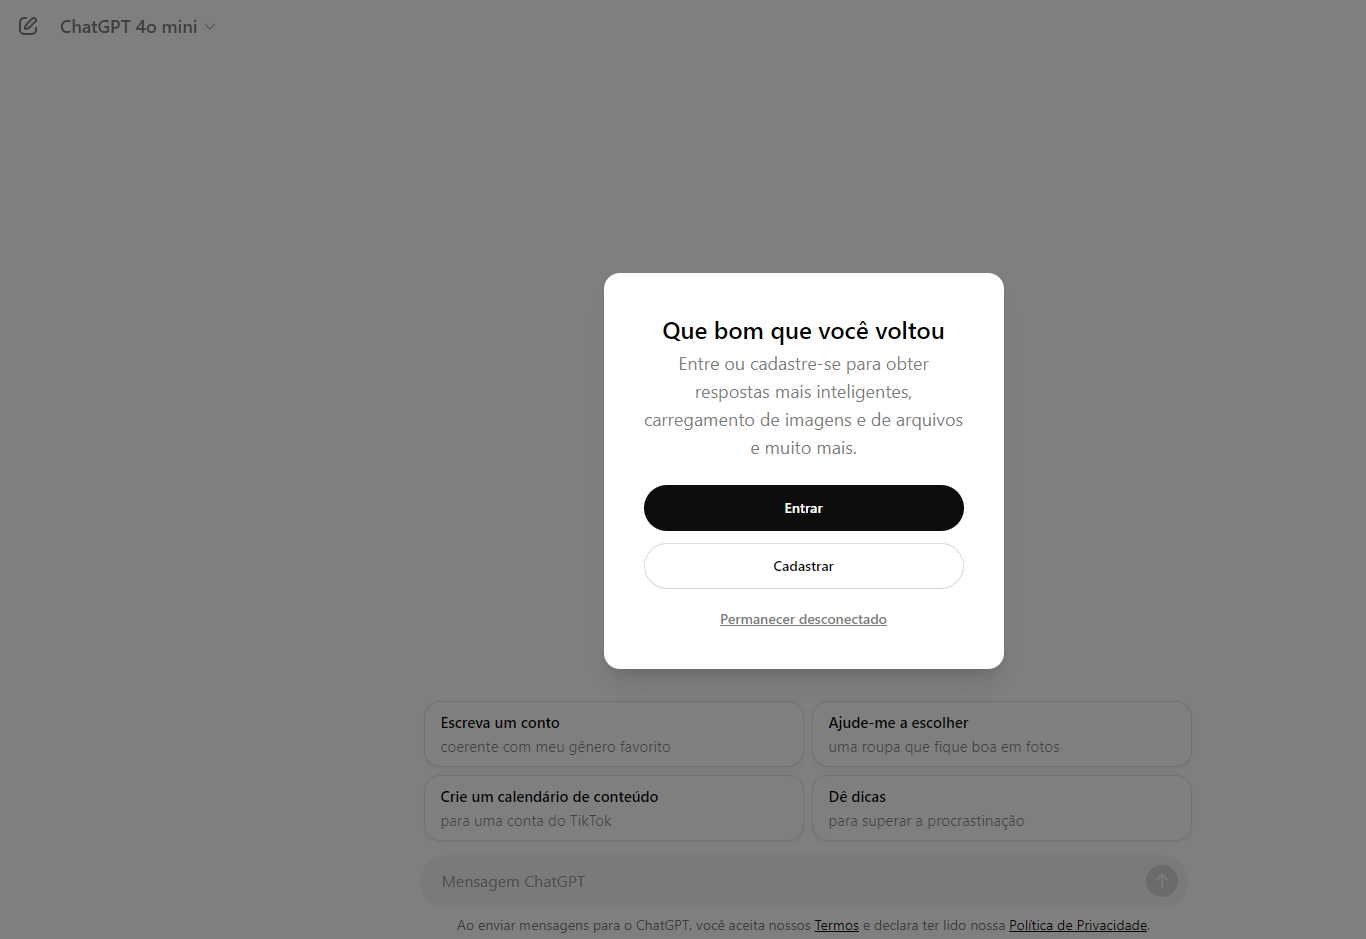 ChatGPT 4o mini
Que bom que você voltou
Entre ou cadastre-se para obter
respostas mais inteligentes,
carregamento de imagens e de arquivos
e muito mais.
Entrar
Cadastrar
Permanecer desconectado
Escreva um conto
coerente com meu gênero favorito
Ajude-me a escolher
uma roupa que fique boa em fotos
Crie um calendário de conteúdo
para uma conta do TikTok
Dê dicas
para superar a procrastinação
Mensagem ChatGPT
Ao enviar mensagens para o ChatGPT, você aceita nossos Termos e declara ter lido nossa Política de Privacidade.